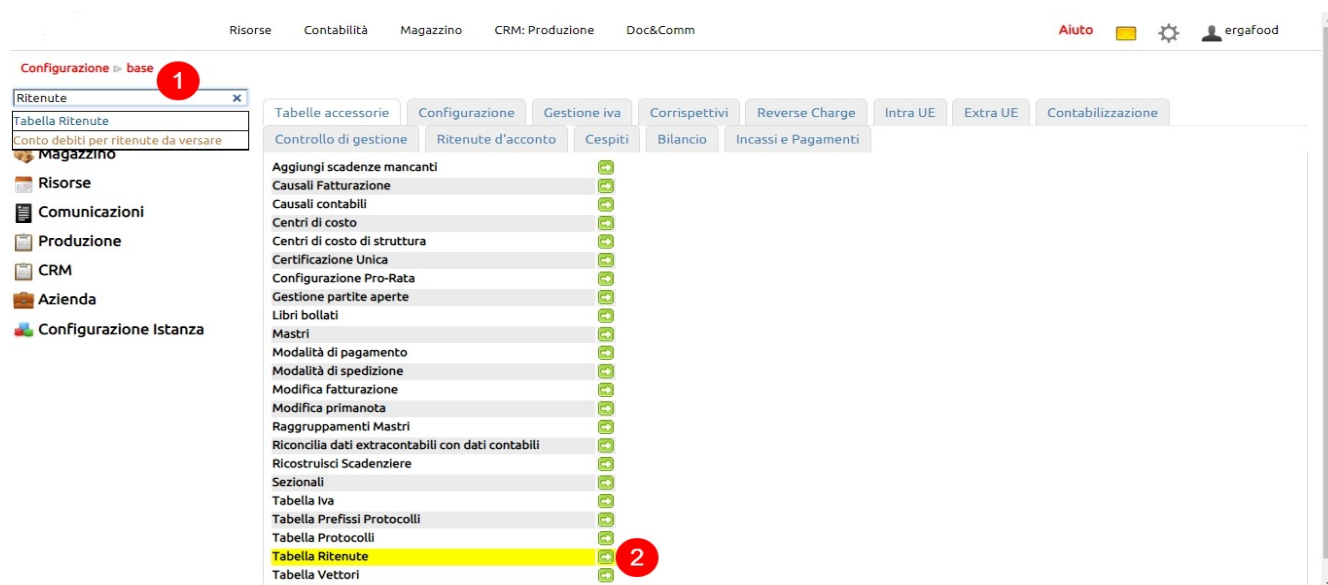 Risorse Contabilità Magazzino CRM: Produzione Doc&Comm Aiuto ergafood
Configurazione ▷ base
1
Ritenute ×
Tabella Ritenute
Conto debiti per ritenute da versare
Magazzino
Risorse
Comunicazioni
Produzione
CRM
Azienda
Configurazione Istanza
Tabelle accessorie Configurazione Gestione iva Corrispettivi Reverse Charge Intra UE Extra UE Contabilizzazione
Controllo di gestione Ritenute d'acconto Cespiti Bilancio Incassi e Pagamenti
Aggiungi scadenze mancanti
Causali Fatturazione
Causali contabili
Centri di costo
Centri di costo di struttura
Certificazione Unica
Configurazione Pro-Rata
Gestione partite aperte
Libri bollati
Mastri
Modalità di pagamento
Modalità di spedizione
Modifica fatturazione
Modifica primanota
Raggruppamenti Mastri
Riconcilia dati extracontabili con dati contabili
Ricostruisci Scadenziere
Sezionali
Tabella Iva
Tabella Prefissi Protocolli
Tabella Protocolli
Tabella Ritenute 2
Tabella Vettori